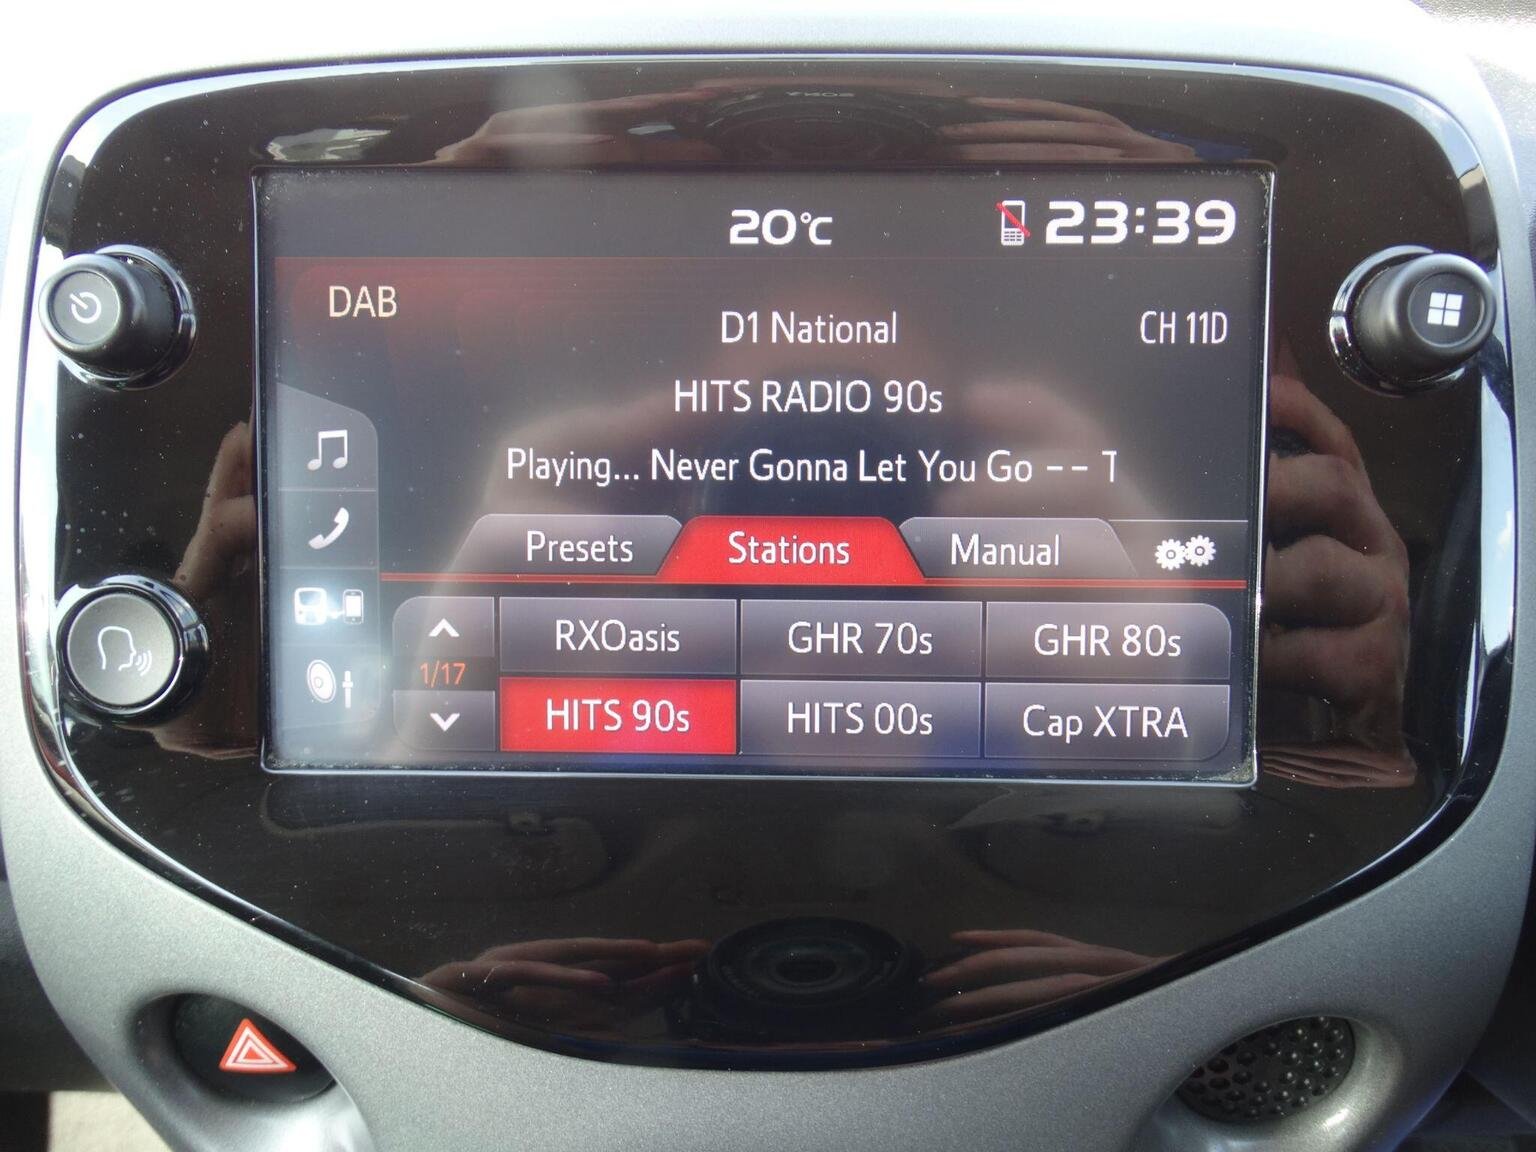 20°C 23:39
DAB
D1 National CH 11D
HITS RADIO 90s
Playing... Never Gonna Let You Go -- T
Presets Stations Manual
RXOasis GHR 70s GHR 80s
1/17
HITS 90s HITS 00s Cap XTRA